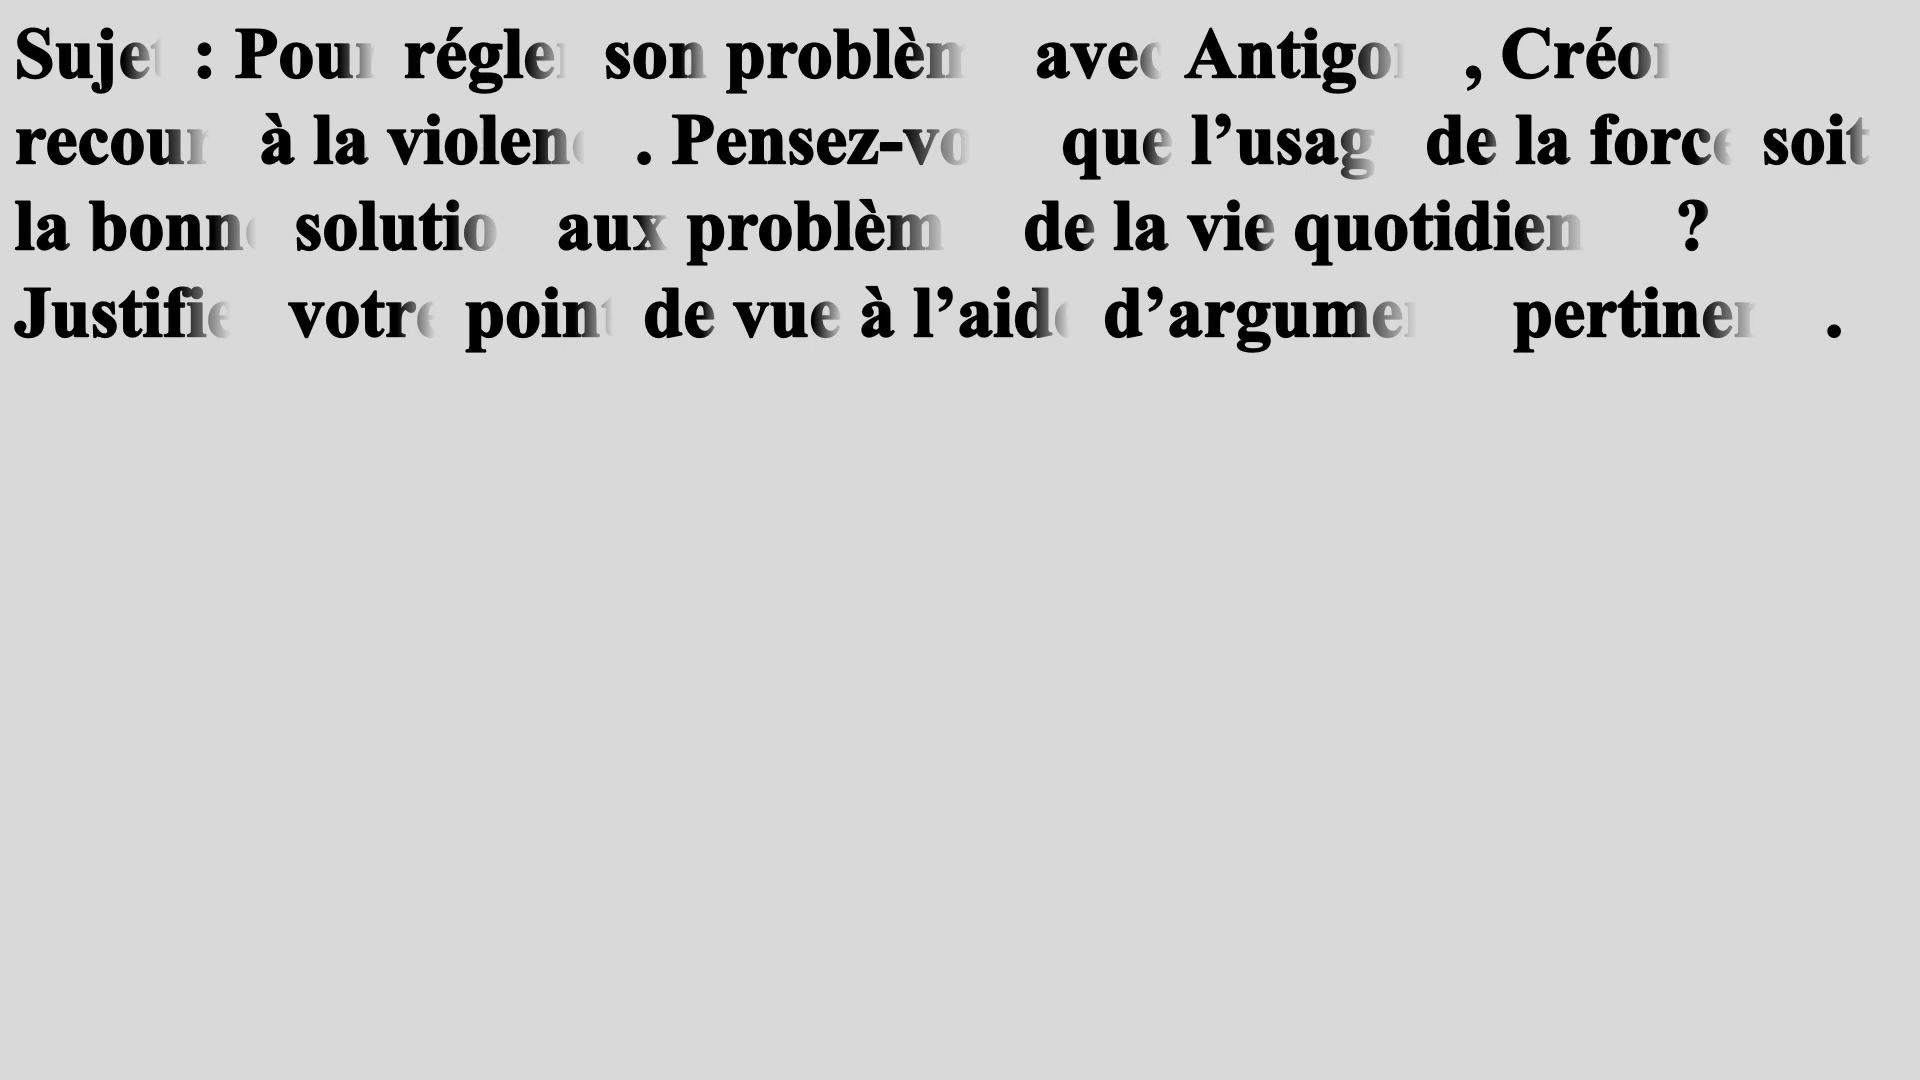 Sujet : Pour régler son problème avec Antigone, Créon
recourt à la violence. Pensez-vous que l’usage de la force soit
la bonne solution aux problèmes de la vie quotidienne ?
Justifiez votre point de vue à l’aide d’arguments pertinents.